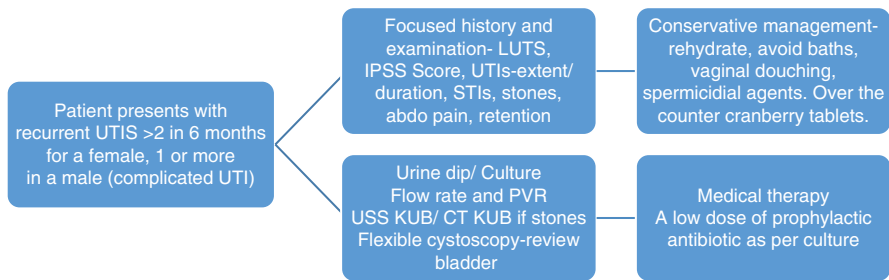 Patient presents with
recurrent UTIS >2 in 6 months
for a female, 1 or more
in a male (complicated UTI)
Focused history and
examination- LUTS,
IPSS Score, UTIs-extent/
duration, STIs, stones,
abdo pain, retention
Conservative management-
rehydrate, avoid baths,
vaginal douching,
spermicidial agents. Over the
counter cranberry tablets.
Urine dip/ Culture
Flow rate and PVR
USS KUB/ CT KUB if stones
Flexible cystoscopy-review
bladder
Medical therapy
A low dose of prophylactic
antibiotic as per culture